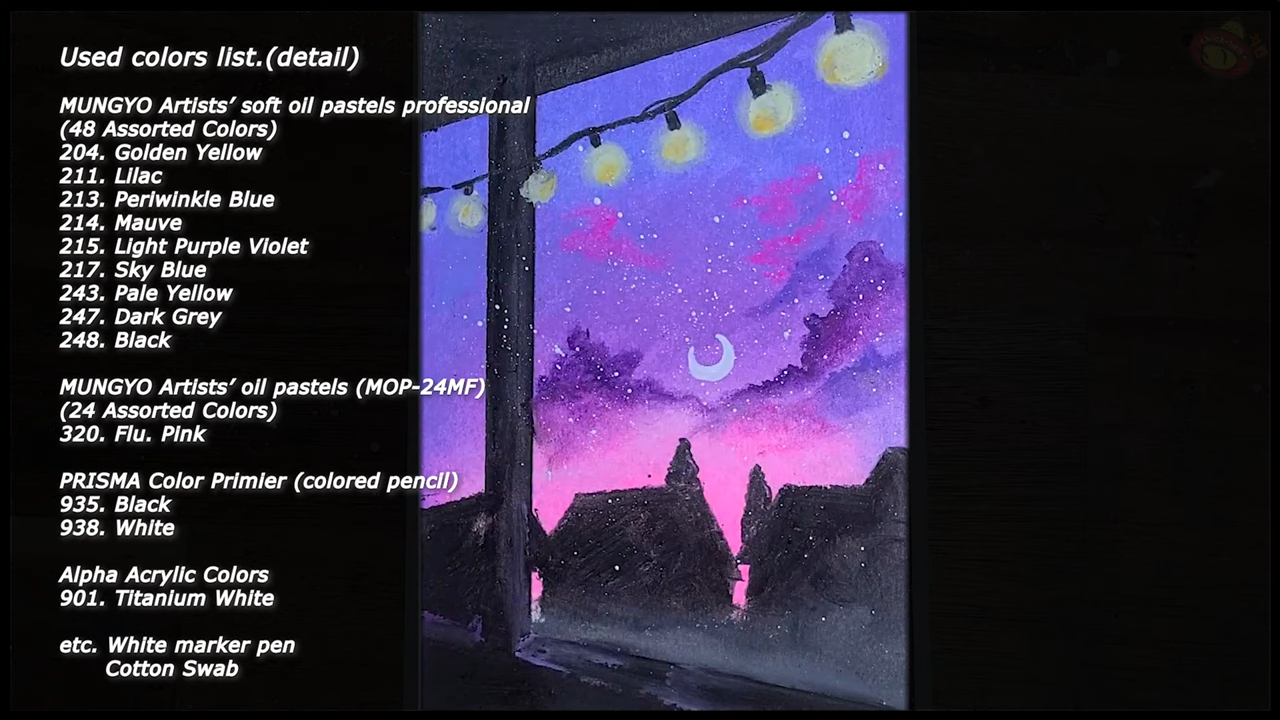 Used colors list.(detail)
MUNGYO Artists' soft oil pastels professional
(48 Assorted Colors)
204. Golden Yellow
211. Lilac
213. Periwinkle Blue
214. Mauve
215. Light Purple Violet
217. Sky Blue
243. Pale Yellow
247. Dark Grey
248. Black
MUNGYO Artists' oil pastels (MOP-24MF)
(24 Assorted Colors)
320. Flu. Pink
PRISMA Color Primier (colored pencil)
935. Black
938. White
Alpha Acrylic Colors
901. Titanium White
etc. White marker pen
Cotton Swab